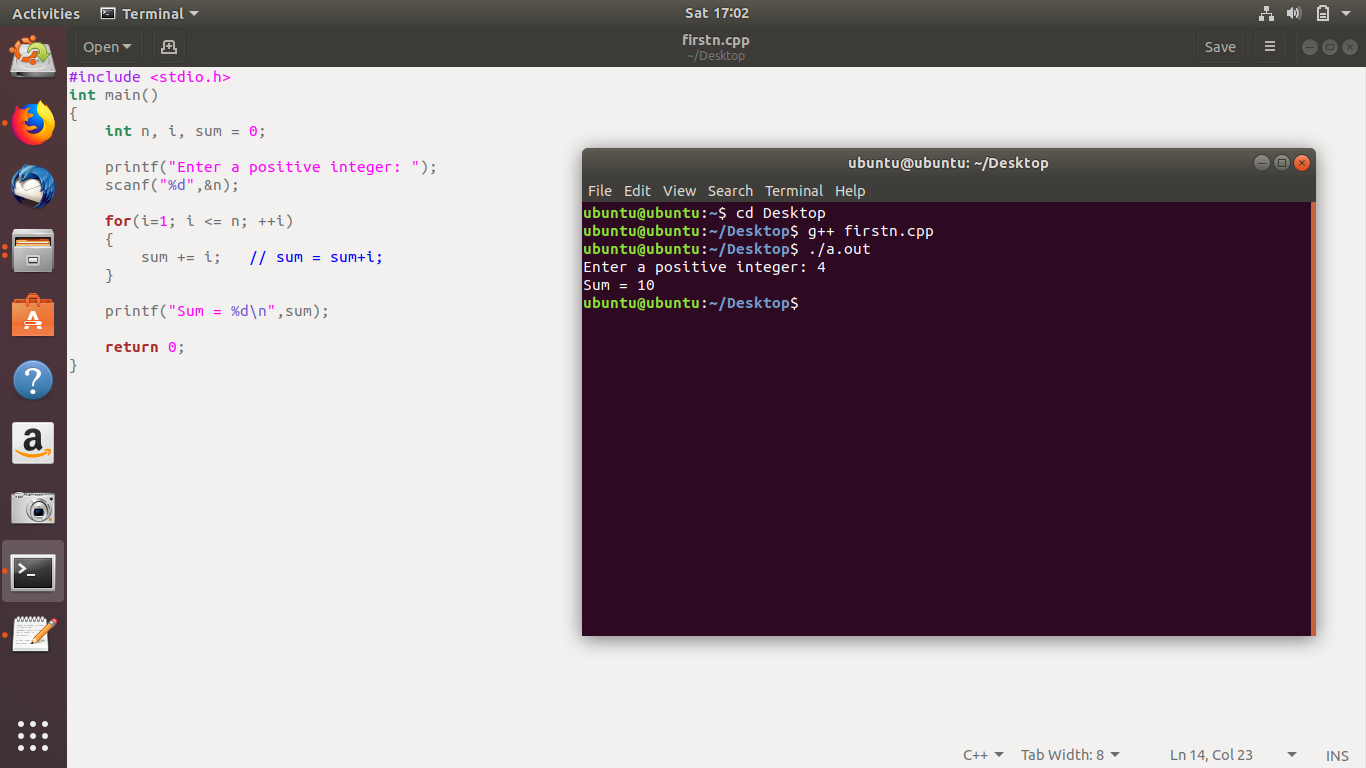 Activities Terminal Sat 17:02
Open firstn.cpp Save
~/Desktop
#include <stdio.h>
int main()
{
    int n, i, sum = 0;

    printf("Enter a positive integer: ");
    scanf("%d",&n);

    for(i=1; i <= n; ++i)
    {
        sum += i;   // sum = sum+i;
    }

    printf("Sum = %d\n",sum);

    return 0;
}
ubuntu@ubuntu: ~/Desktop
File Edit View Search Terminal Help
ubuntu@ubuntu:~$ cd Desktop
ubuntu@ubuntu:~/Desktop$ g++ firstn.cpp
ubuntu@ubuntu:~/Desktop$ ./a.out
Enter a positive integer: 4
Sum = 10
ubuntu@ubuntu:~/Desktop$
C++ Tab Width: 8 Ln 14, Col 23 INS